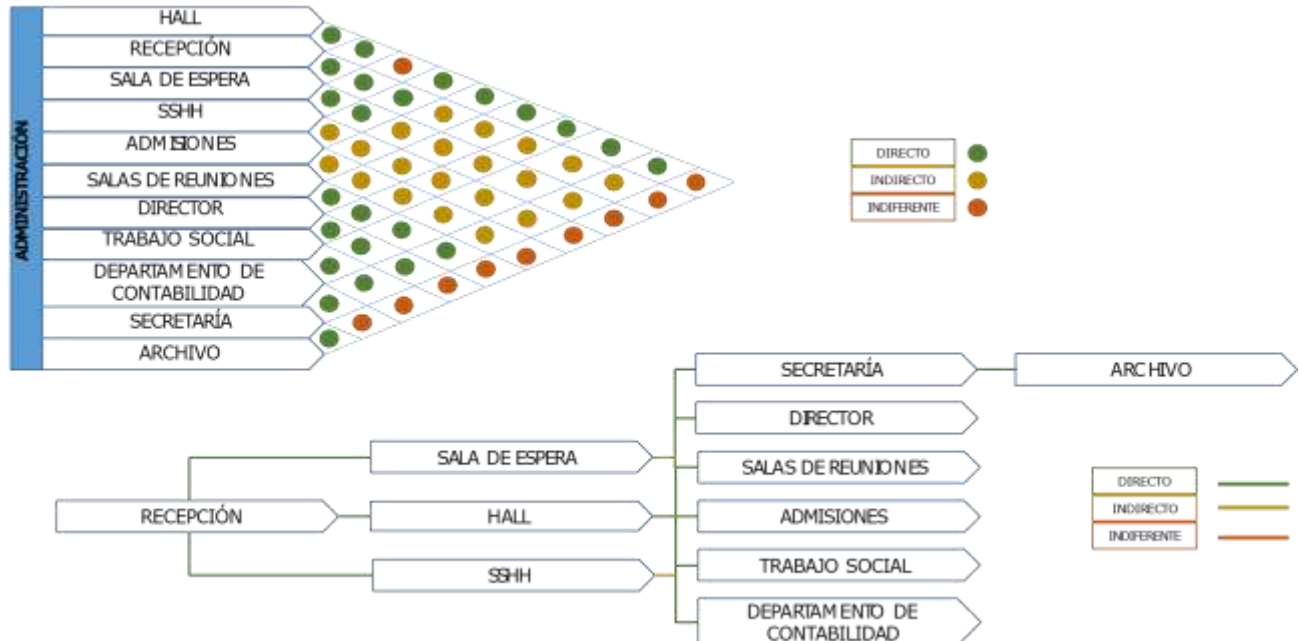 ADMINISTRACIÓN
HALL
RECEPCIÓN
SALA DE ESPERA
SSHH
ADMISIONES
SALAS DE REUNIONES
DIRECTOR
TRABAJO SOCIAL
DEPARTAMENTO DE
CONTABILIDAD
SECRETARÍA
ARCHIVO
DIRECTO
INDIRECTO
INDIFERENTE
RECEPCIÓN
SALA DE ESPERA
HALL
SSHH
SECRETARÍA
ARCHIVO
DIRECTOR
SALAS DE REUNIONES
ADMISIONES
TRABAJO SOCIAL
DEPARTAMENTO DE
CONTABILIDAD
DIRECTO
INDIRECTO
INDIFERENTE